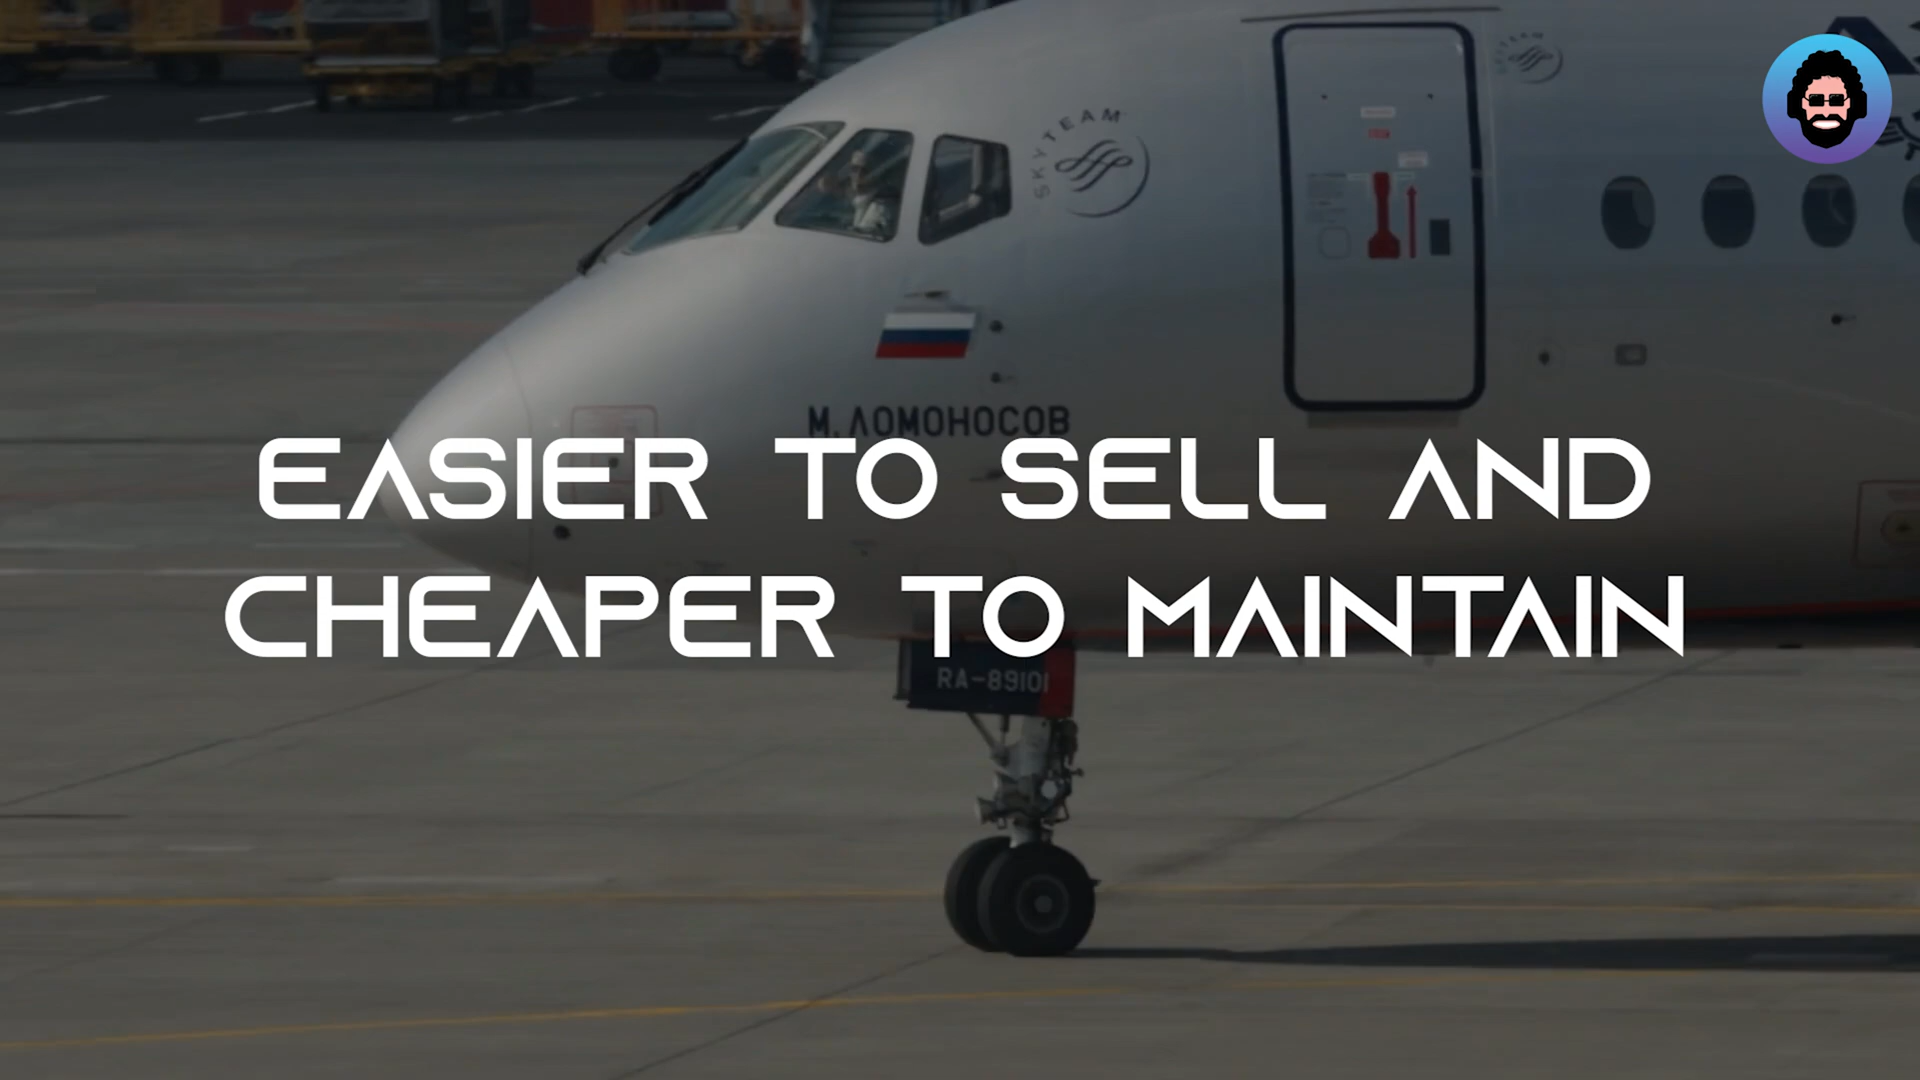 SKYTEAM
М.ЛОМОНОСОВ
EASIER TO SELL AND
CHEAPER TO MAINTAIN
RA-89101